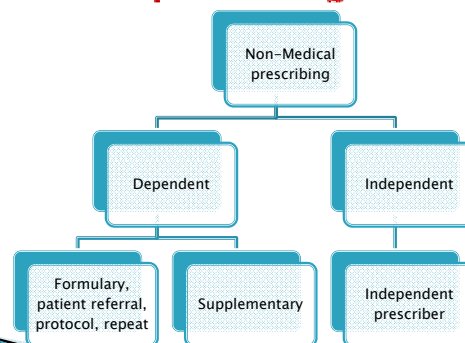 Non-Medical
prescribing
Dependent
Independent
Formulary,
patient referral,
protocol, repeat
Supplementary
Independent
prescriber